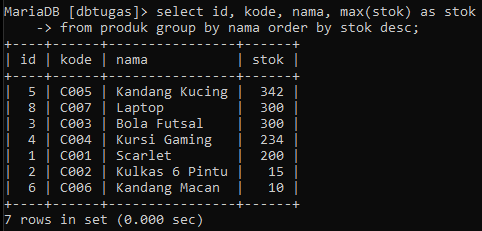 MariaDB [dbtugas]> select id, kode, nama, max(stok) as stok
    -> from produk group by nama order by stok desc;
+----+------+----------------+------+
| id | kode | nama           | stok |
+----+------+----------------+------+
|  5 | C005 | Kandang Kucing |  342 |
|  8 | C007 | Laptop         |  300 |
|  3 | C003 | Bola Futsal    |  300 |
|  4 | C004 | Kursi Gaming   |  234 |
|  1 | C001 | Scarlet        |  200 |
|  2 | C002 | Kulkas 6 Pintu |   15 |
|  6 | C006 | Kandang Macan  |   10 |
+----+------+----------------+------+
7 rows in set (0.000 sec)